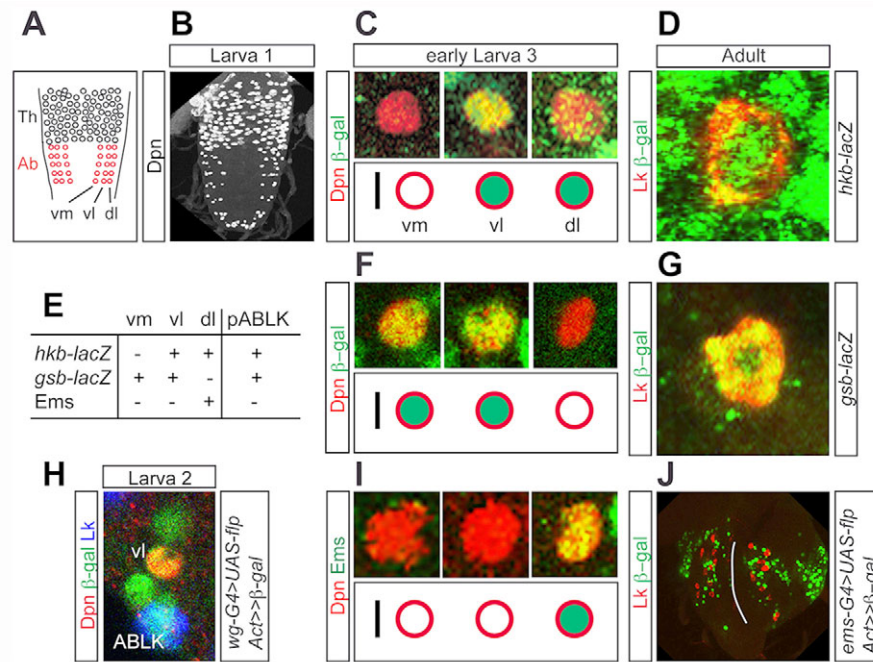 A
Th
Ab
vm vl dl
B
Larva 1
Dpn
C
early Larva 3
Dpn β-gal
vm vl dl
D
Adult
Lk β-gal
hkb-lacZ
E
vm vl dl pABLK
hkb-lacZ - + + +
gsb-lacZ + + - +
Ems - - + -
F
Dpn β-gal
G
Lk β-gal
gsb-lacZ
H
Larva 2
Dpn β-gal Lk
vl
ABLK
wg-G4>UAS-flp
Act>>β-gal
I
Dpn Ems
J
Lk β-gal
ems-G4>UAS-flp
Act>>β-gal